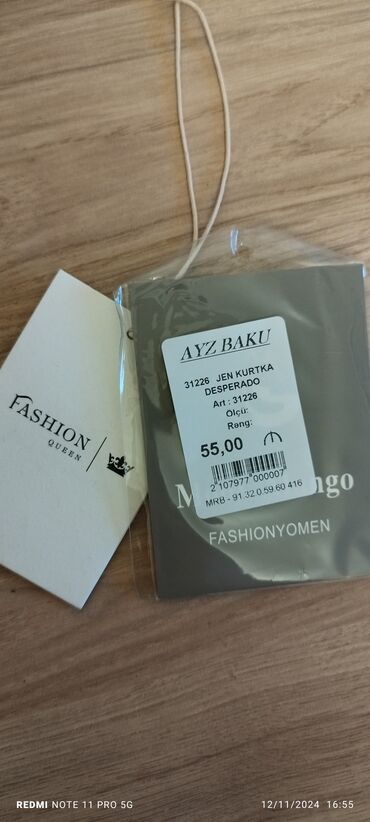 FASHION
QUEEN
AYZ BAKU
31226 JEN KURTKA
DESPERADO
Art : 31226
Ölçü:
Rəng:
55,00 ₼
2 107977 000007
MRB - 91.32.0.59.60.416
FASHIONYOMEN
REDMI NOTE 11 PRO 5G
12/11/2024 16:55